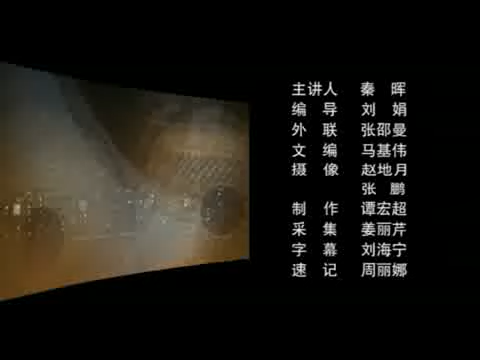 主讲人 秦晖
编导 刘娟
外联 张邵曼
文编 马基伟
摄像 赵地月
张鹏
制作 谭宏超
采集 姜丽芹
字幕 刘海宁
速记 周丽娜